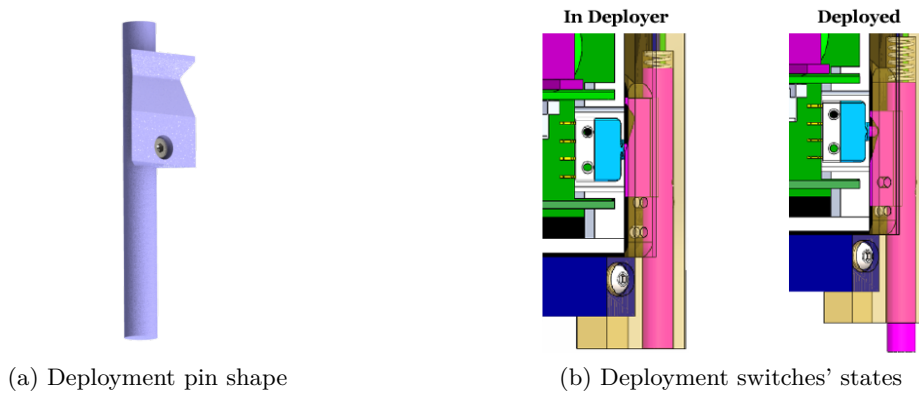 In Deployer
Deployed
(a) Deployment pin shape
(b) Deployment switches' states